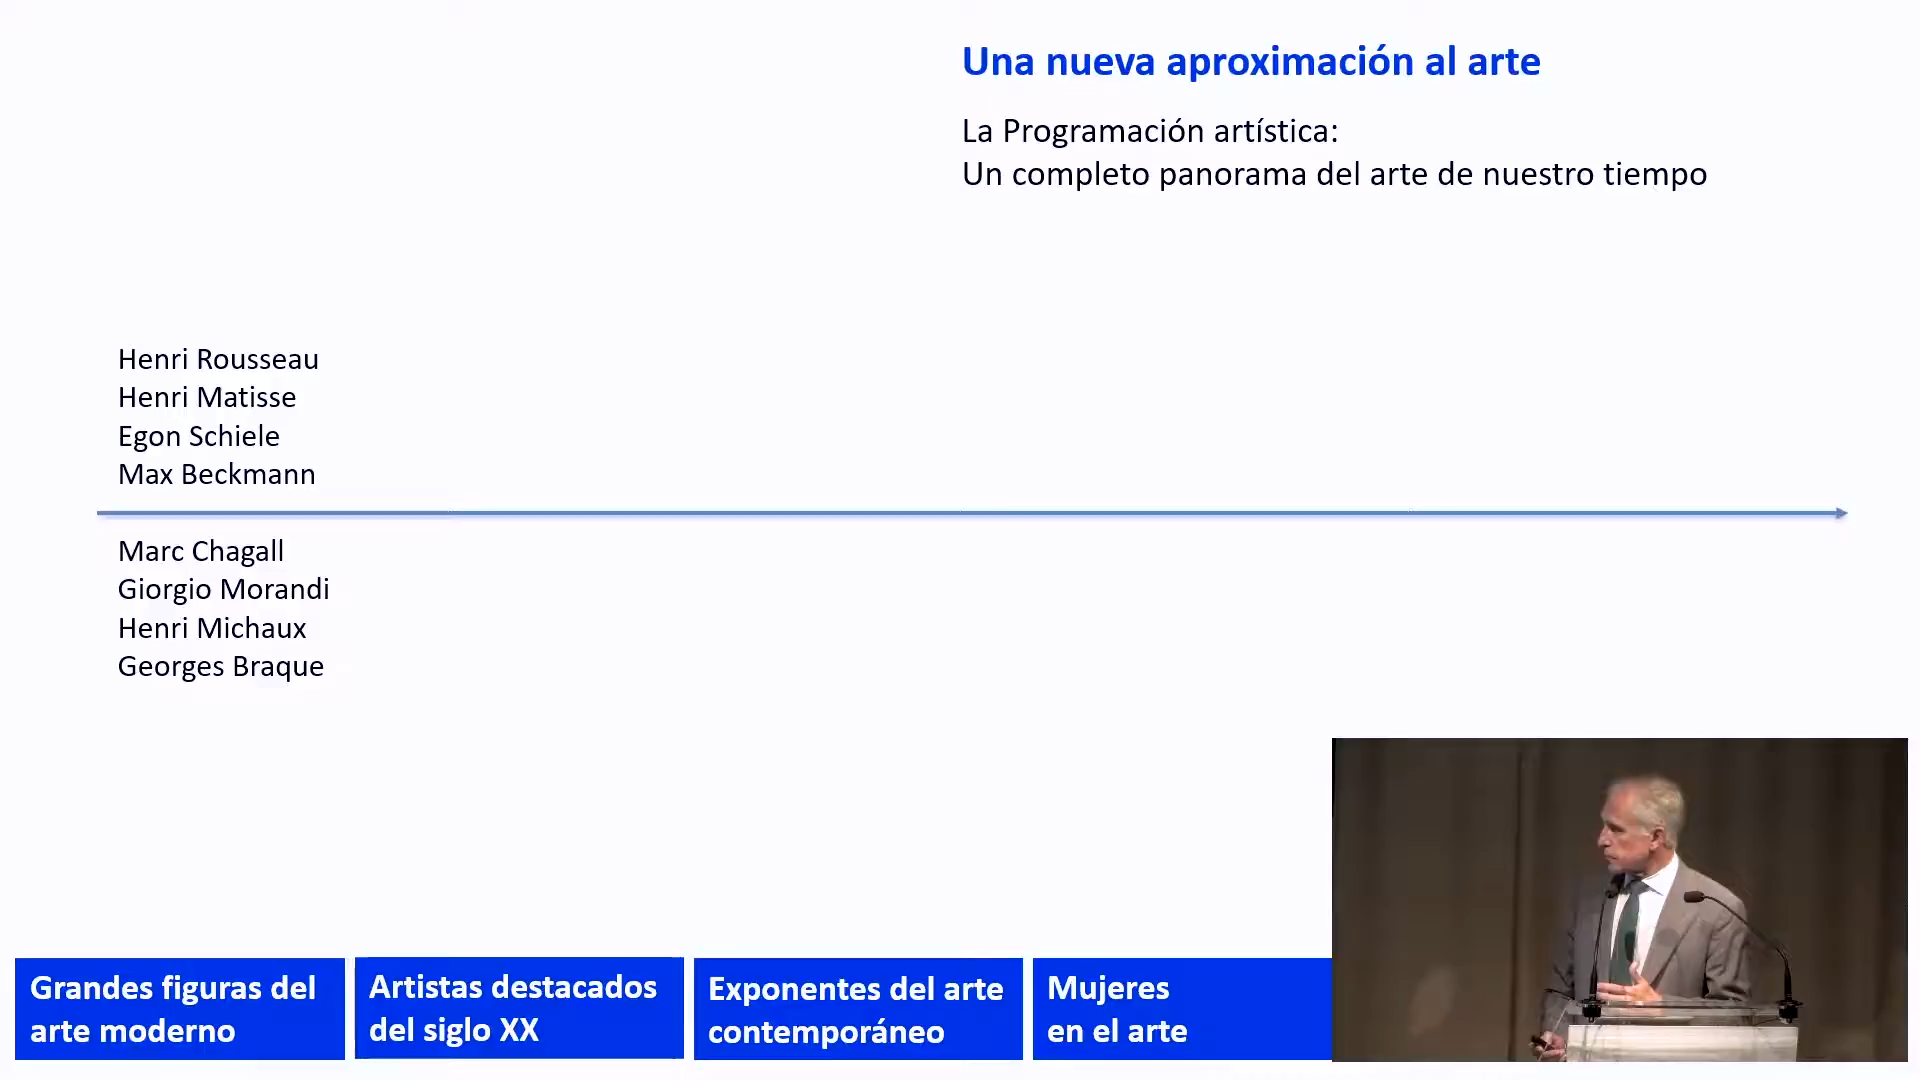 Una nueva aproximación al arte
La Programación artística:
Un completo panorama del arte de nuestro tiempo
Henri Rousseau
Henri Matisse
Egon Schiele
Max Beckmann
Marc Chagall
Giorgio Morandi
Henri Michaux
Georges Braque
Grandes figuras del
arte moderno
Artistas destacados
del siglo XX
Exponentes del arte
contemporáneo
Mujeres
en el arte